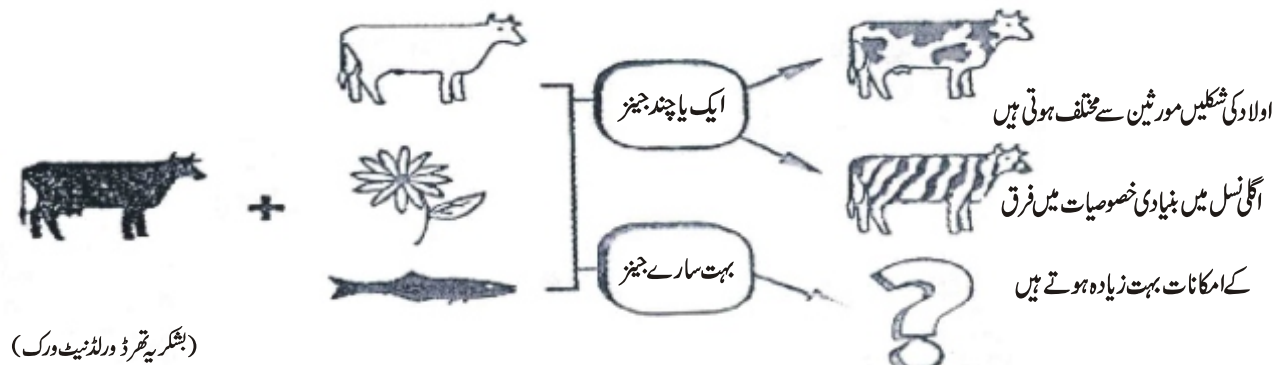 ایک یا چند جینز
اولاد کی شکلیں مورثین سے مختلف ہوتی ہیں
اگلی نسل میں بنیادی خصوصیات میں فرق
بہت سارے جینز
کے امکانات بہت زیادہ ہوتے ہیں
(بشکریہ تھرڈ ورلڈ نیٹ ورک)